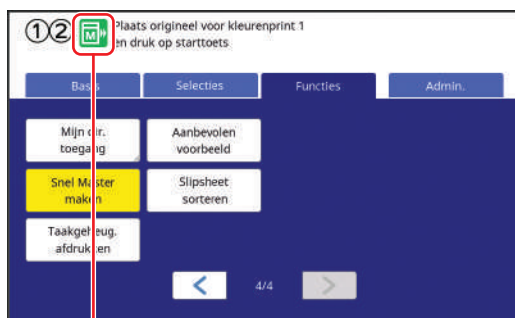 ①② M Plaats origineel voor kleurenprint 1
en druk op starttoets
Basis Selecties Functies Admin.
Mijn dir. Aanbevolen
toegang voorbeeld
Snel Master Slipsheet
maken sorteren
Taakgeheug.
afdrukken
< 4/4 >